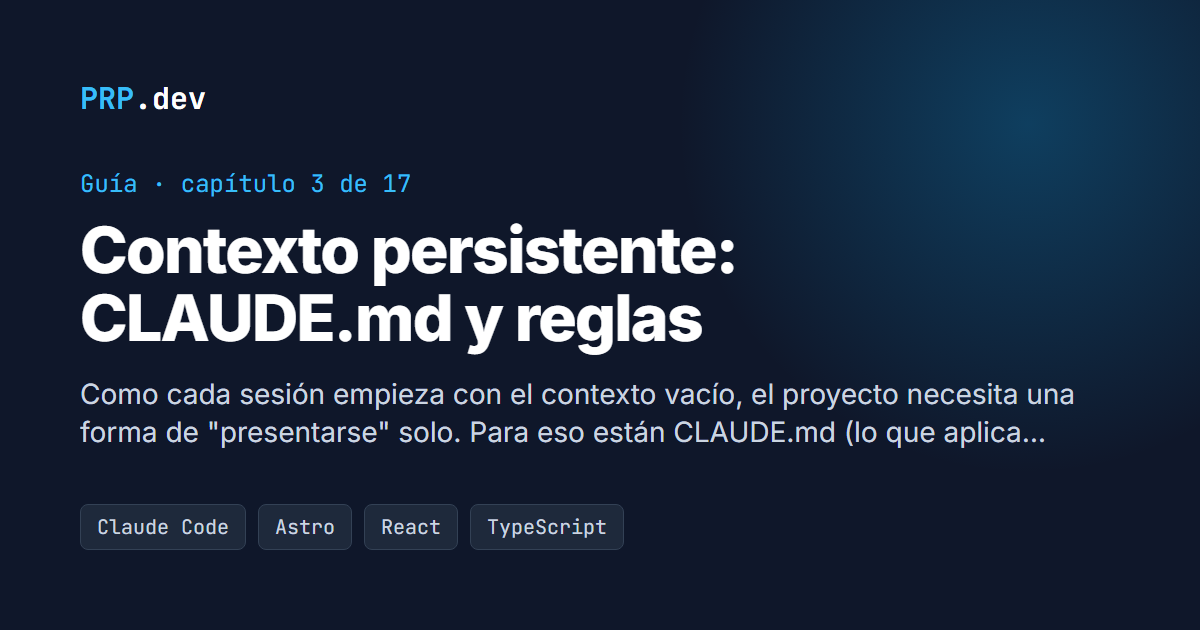 PRP.dev
Guía · capítulo 3 de 17
Contexto persistente:
CLAUDE.md y reglas
Como cada sesión empieza con el contexto vacío, el proyecto necesita una
forma de "presentarse" solo. Para eso están CLAUDE.md (lo que aplica...
Claude Code Astro React TypeScript